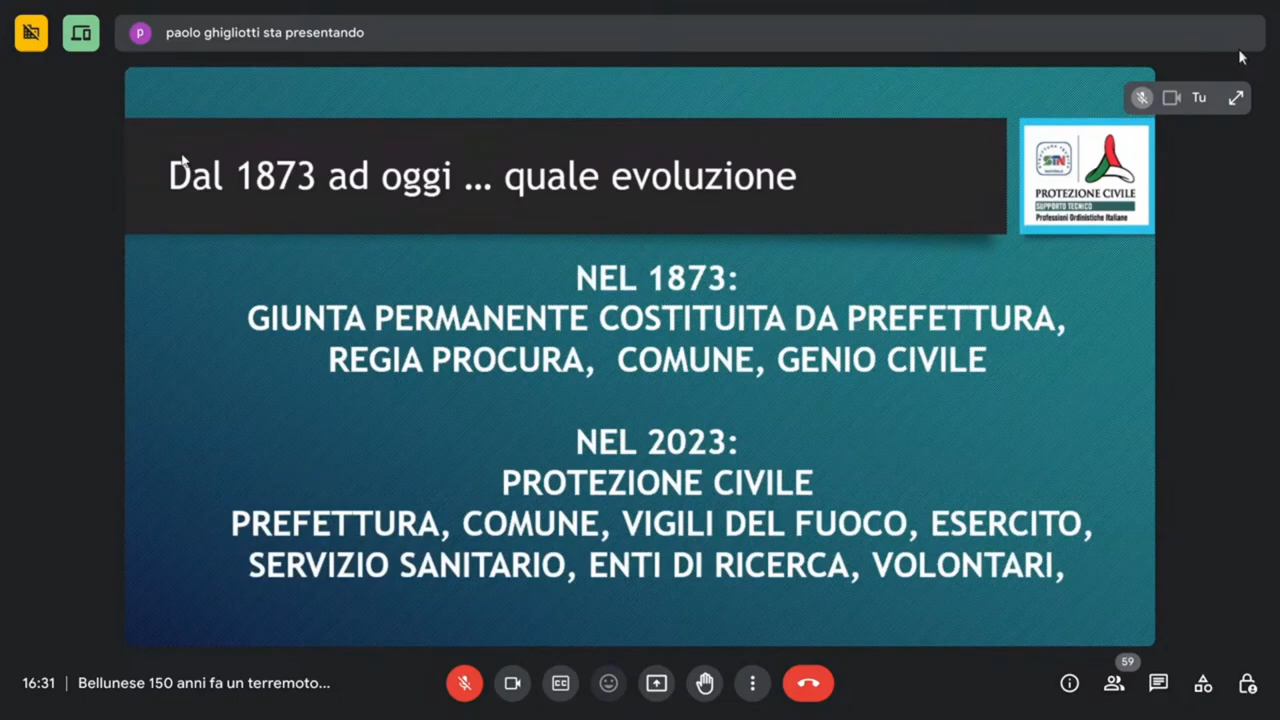 p paolo ghigliotti sta presentando
Tu
Dal 1873 ad oggi ... quale evoluzione
STN
PROTEZIONE CIVILE
SUPPORTO TECNICO
Professioni Ordinistiche Italiane
NEL 1873:
GIUNTA PERMANENTE COSTITUITA DA PREFETTURA,
REGIA PROCURA, COMUNE, GENIO CIVILE
NEL 2023:
PROTEZIONE CIVILE
PREFETTURA, COMUNE, VIGILI DEL FUOCO, ESERCITO,
SERVIZIO SANITARIO, ENTI DI RICERCA, VOLONTARI,
16:31 | Bellunese 150 anni fa un terremoto...
CC
59